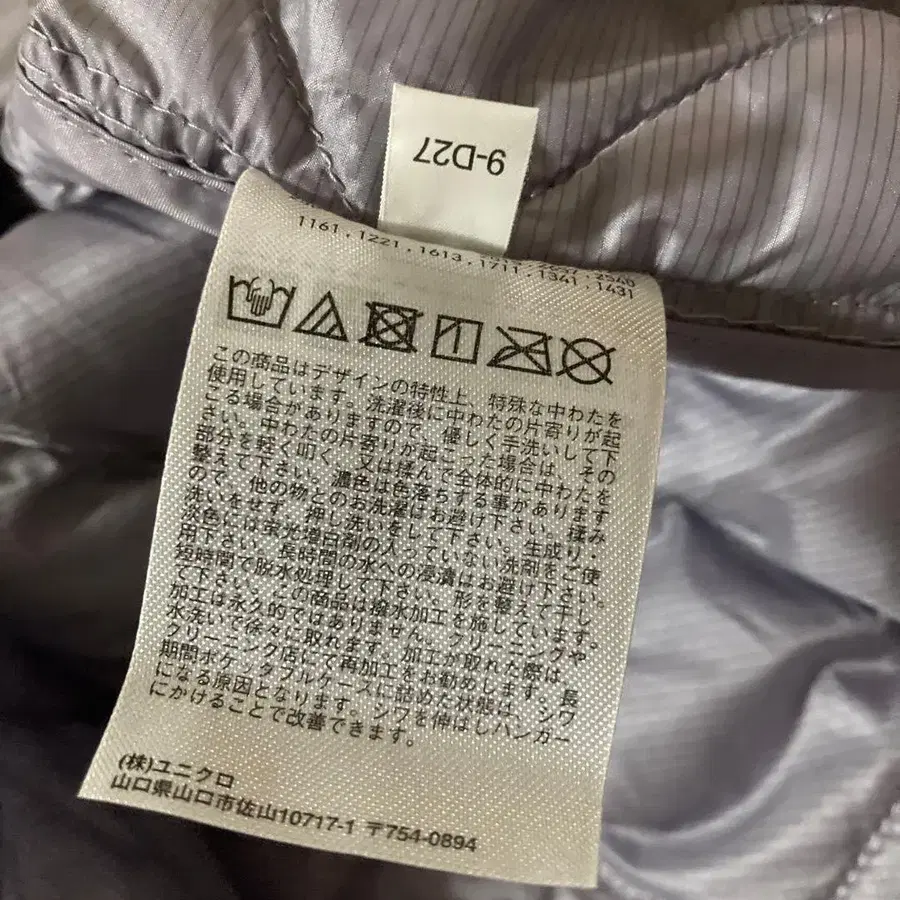 9-D27
1161 , 1221 , 1613 , 1711 , 1341 , 1431
この商品はデザインの特性上、特殊な中わたを
使用しています。洗濯後に中わたの片寄りが起
こる場合がありますので、優しく手洗いして下
さい。中わたの片寄りが起こった場合は、その
部分を軽く叩く、又は揉んで全体的に中わたを
整えて下さい。濃色は色落ちする事があります
ので、他の物とのお洗濯はお避け下さい。揉み
洗いをせず、押し洗いをして下さい。生成り・
淡色には蛍光増白剤の入っていない洗剤をご使
用下さい。長時間の水への浸漬はお避け下さい。
短時間で脱水処理して下さい。形を整えて干し
て下さい。この商品は撥水加工を施しています。
加工は永久的ではありません。クリーニングや
水洗いで徐々に取れます。加工が取れた際は、
クリーニング店にて再加工をお勧めします。長
期間ポケッタブルケースに詰めた状態は、シワ
になる原因となります。シワを伸ばしハンガー
にかけることで改善できます。
(株)ユニクロ
山口県山口市佐山10717-1 〒754-0894